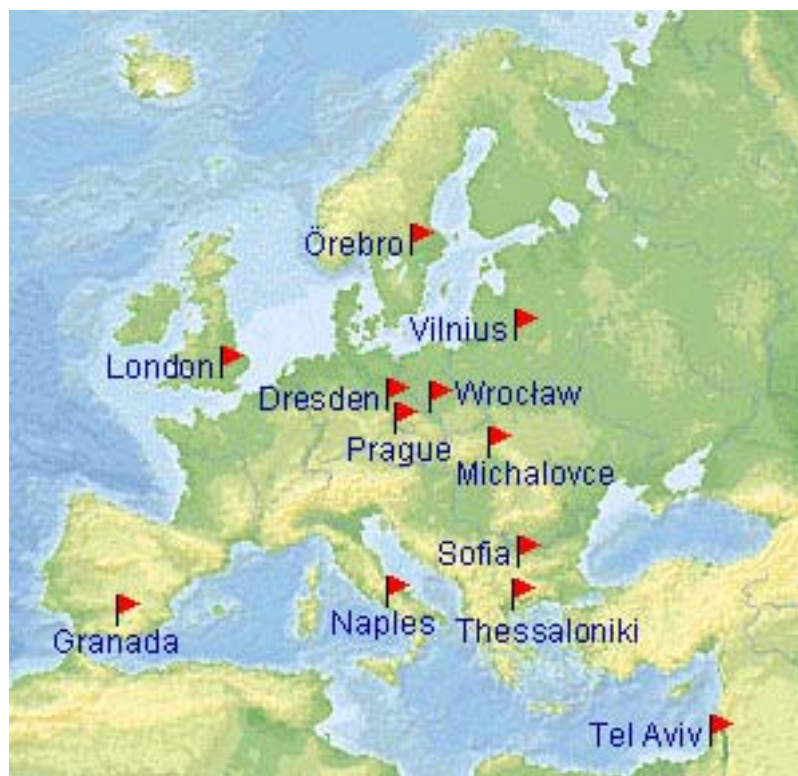 Örebro
Vilnius
London
Dresden
Wrocław
Prague
Michalovce
Sofia
Naples
Thessaloniki
Granada
Tel Aviv